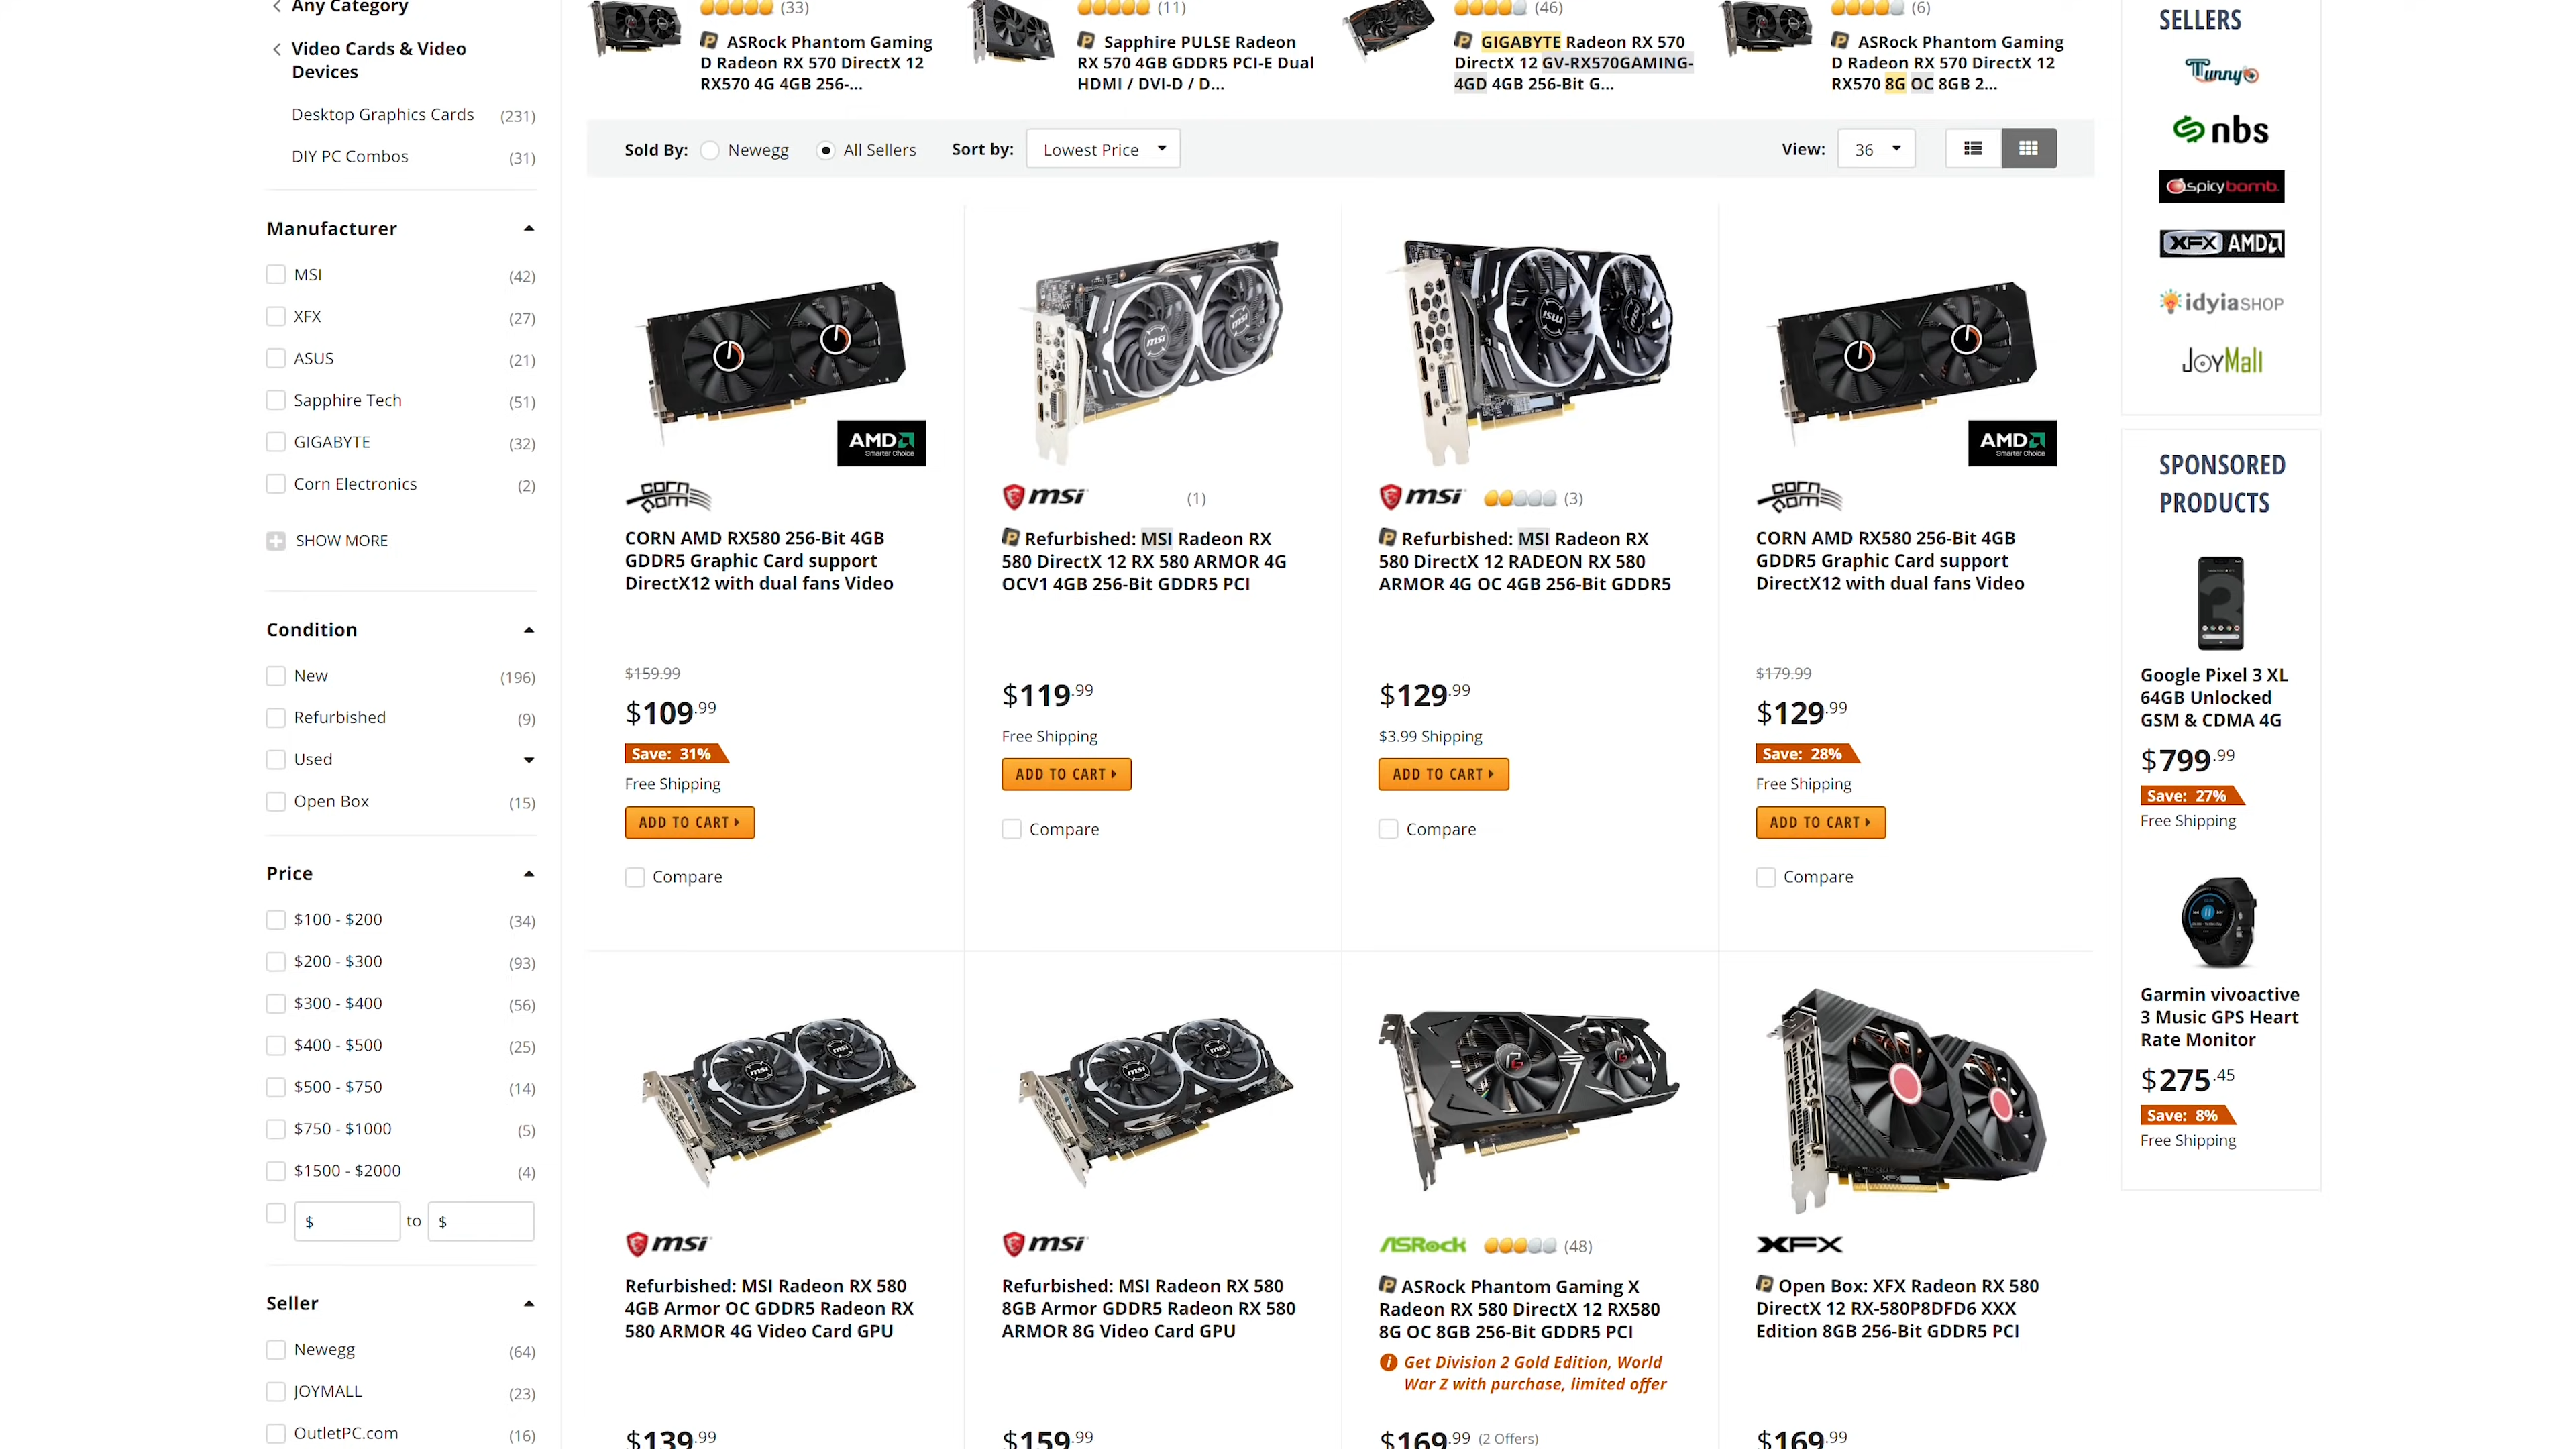 Any Category
Video Cards & Video
Devices
Desktop Graphics Cards (231)
DIY PC Combos (31)
Manufacturer
MSI (42)
XFX (27)
ASUS (21)
Sapphire Tech (51)
GIGABYTE (32)
Corn Electronics (2)
SHOW MORE
Condition
New (196)
Refurbished (9)
Used
Open Box (15)
Price
$100 - $200 (34)
$200 - $300 (93)
$300 - $400 (56)
$400 - $500 (25)
$500 - $750 (14)
$750 - $1000 (5)
$1500 - $2000 (4)
$ to $
Seller
Newegg (64)
JOYMALL (23)
OutletPC.com (16)
(33)
ASRock Phantom Gaming
D Radeon RX 570 DirectX 12
RX570 4G 4GB 256-...
(11)
Sapphire PULSE Radeon
RX 570 4GB GDDR5 PCI-E Dual
HDMI / DVI-D / D...
(46)
GIGABYTE Radeon RX 570
DirectX 12 GV-RX570GAMING-
4GD 4GB 256-Bit G...
(6)
ASRock Phantom Gaming
D Radeon RX 570 DirectX 12
RX570 8G OC 8GB 2...
Sold By: Newegg All Sellers Sort by: Lowest Price View: 36
AMD
Smarter Choice
corn
com
CORN AMD RX580 256-Bit 4GB
GDDR5 Graphic Card support
DirectX12 with dual fans Video
$159.99
$109.99
Save: 31%
Free Shipping
ADD TO CART
Compare
msi
msi
msi (1)
Refurbished: MSI Radeon RX
580 DirectX 12 RX 580 ARMOR 4G
OCV1 4GB 256-Bit GDDR5 PCI
$119.99
Free Shipping
ADD TO CART
Compare
msi
msi
msi (3)
Refurbished: MSI Radeon RX
580 DirectX 12 RADEON RX 580
ARMOR 4G OC 4GB 256-Bit GDDR5
$129.99
$3.99 Shipping
ADD TO CART
Compare
AMD
Smarter Choice
corn
com
CORN AMD RX580 256-Bit 4GB
GDDR5 Graphic Card support
DirectX12 with dual fans Video
$179.99
$129.99
Save: 28%
Free Shipping
ADD TO CART
Compare
msi
msi
msi
Refurbished: MSI Radeon RX 580
4GB Armor OC GDDR5 Radeon RX
580 ARMOR 4G Video Card GPU
$139.99
msi
msi
msi
Refurbished: MSI Radeon RX 580
8GB Armor GDDR5 Radeon RX 580
ARMOR 8G Video Card GPU
$159.99
ASRock (48)
ASRock Phantom Gaming X
Radeon RX 580 DirectX 12 RX580
8G OC 8GB 256-Bit GDDR5 PCI
Get Division 2 Gold Edition, World
War Z with purchase, limited offer
$169.99 (2 Offers)
XFX
XFX
Open Box: XFX Radeon RX 580
DirectX 12 RX-580P8DFD6 XXX
Edition 8GB 256-Bit GDDR5 PCI
$169.99
SELLERS
Tunny
nbs
spicybomb.
XFX AMD
idyiaSHOP
JoyMall
SPONSORED
PRODUCTS
Google Pixel 3 XL
64GB Unlocked
GSM & CDMA 4G
$799.99
Save: 27%
Free Shipping
Garmin vivoactive
3 Music GPS Heart
Rate Monitor
$275.45
Save: 8%
Free Shipping